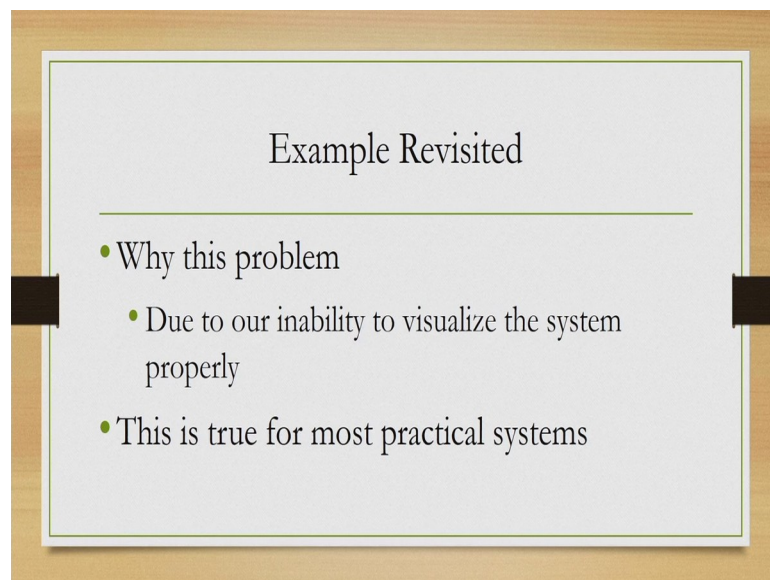 Example Revisited
• Why this problem
• Due to our inability to visualize the system
properly
• This is true for most practical systems